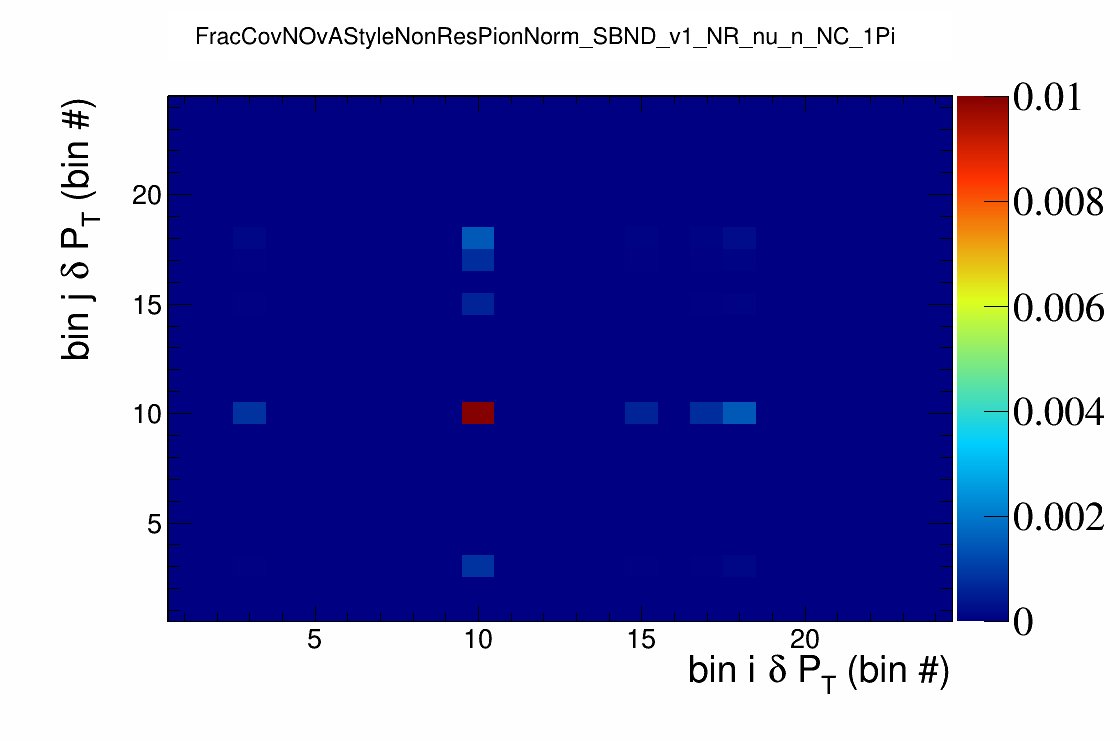 FracCovNOvAStyleNonResPionNorm_SBND_v1_NR_nu_n_NC_1Pi
bin j δ P_T (bin #)
20
15
10
5
5 10 15 20
bin i δ P_T (bin #)
0.01
0.008
0.006
0.004
0.002
0